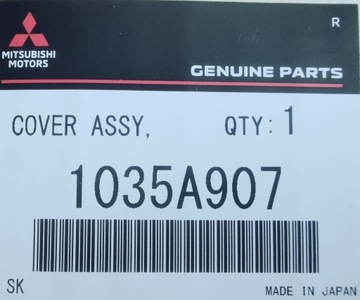 R
MITSUBISHI
MOTORS
GENUINE PARTS
COVER ASSY, QTY: 1
1035A907
SK MADE IN JAPAN